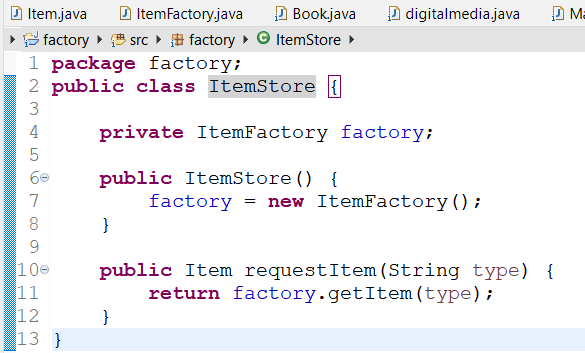 Item.java ItemFactory.java Book.java digitalmedia.java Ma
factory src factory ItemStore
1 package factory;
2 public class ItemStore {
3
4     private ItemFactory factory;
5
6     public ItemStore() {
7         factory = new ItemFactory();
8     }
9
10     public Item requestItem(String type) {
11         return factory.getItem(type);
12     }
13 }